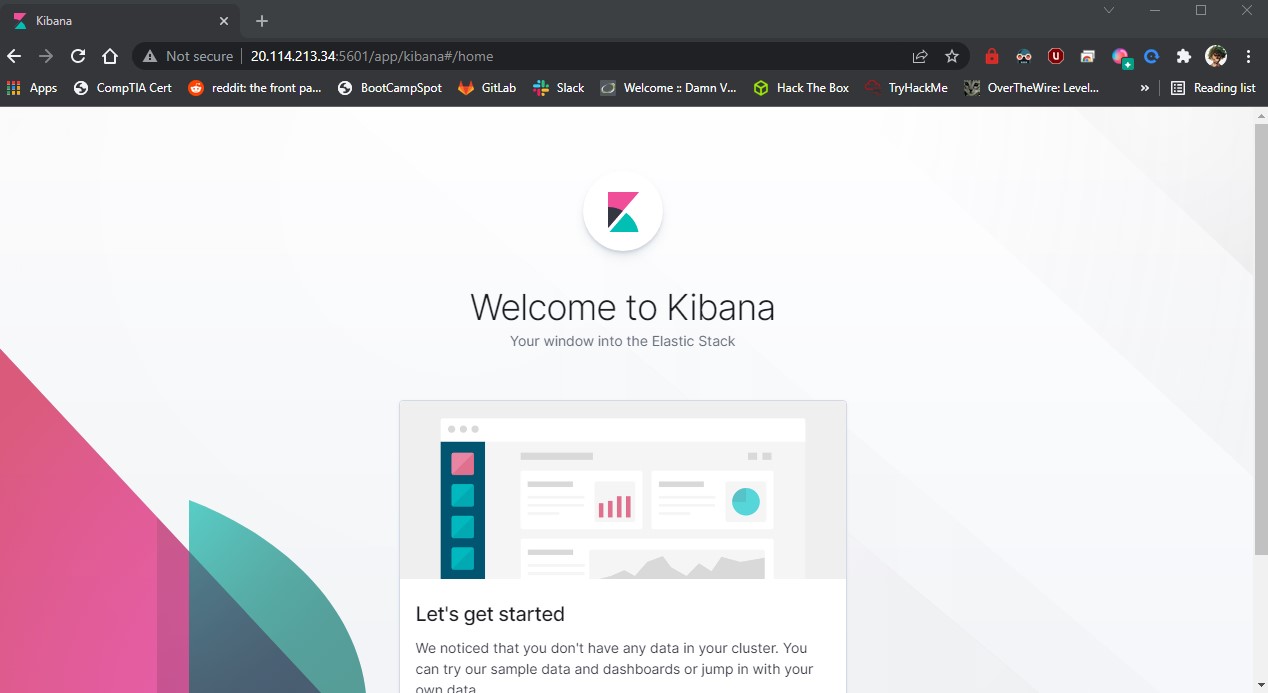 Kibana
Not secure 20.114.213.34:5601/app/kibana#/home
Apps CompTIA Cert reddit: the front pa... BootCampSpot GitLab Slack Welcome :: Damn V... Hack The Box TryHackMe OverTheWire: Level... » Reading list
Welcome to Kibana
Your window into the Elastic Stack
Let's get started
We noticed that you don't have any data in your cluster. You
can try our sample data and dashboards or jump in with your
own data